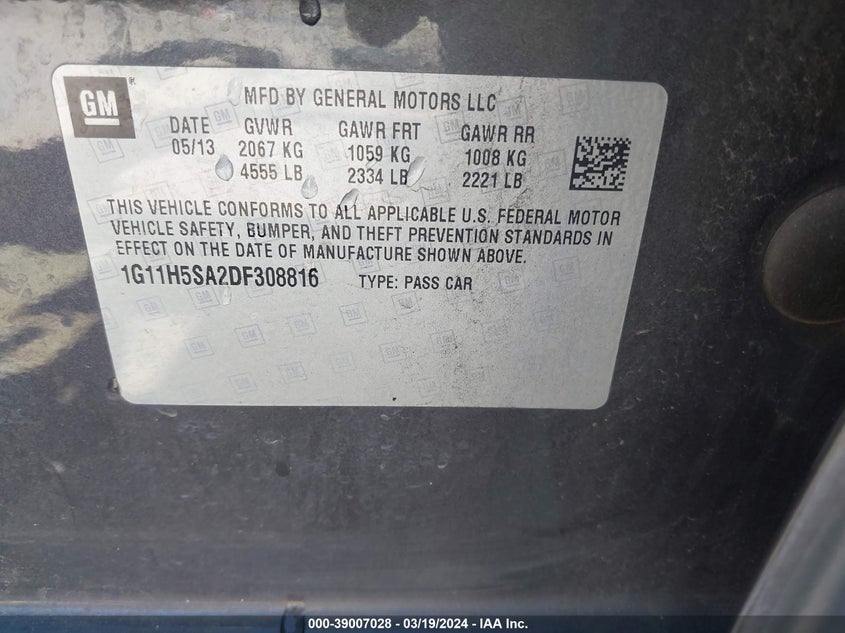 GM
MFD BY GENERAL MOTORS LLC
DATE GVWR GAWR FRT GAWR RR
05/13 2067 KG 1059 KG 1008 KG
4555 LB 2334 LB 2221 LB
THIS VEHICLE CONFORMS TO ALL APPLICABLE U.S. FEDERAL MOTOR
VEHICLE SAFETY, BUMPER, AND THEFT PREVENTION STANDARDS IN
EFFECT ON THE DATE OF MANUFACTURE SHOWN ABOVE.
1G11H5SA2DF308816 TYPE: PASS CAR
000-39007028 - 03/19/2024 - IAA Inc.